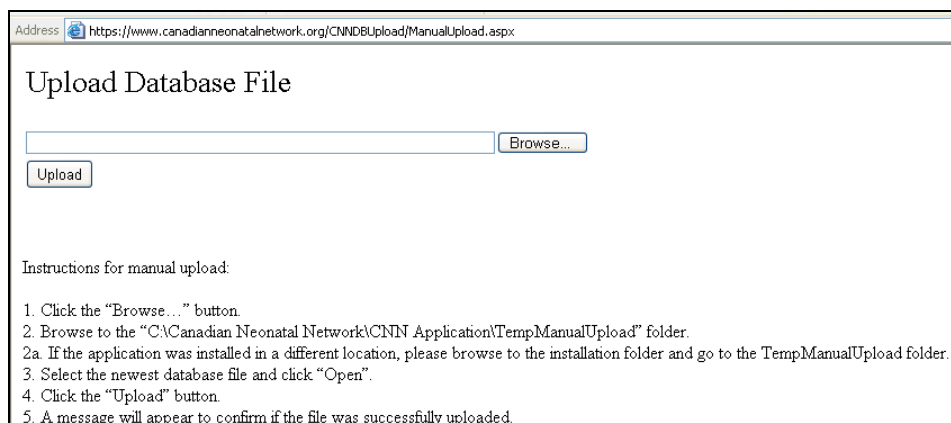 Address https://www.canadianneonatalnetwork.org/CNNDBUpload/ManualUpload.aspx
Upload Database File
Browse...
Upload
Instructions for manual upload:
1. Click the “Browse…” button.
2. Browse to the “C:\Canadian Neonatal Network\CNN Application\TempManualUpload” folder.
2a. If the application was installed in a different location, please browse to the installation folder and go to the TempManualUpload folder.
3. Select the newest database file and click “Open”.
4. Click the “Upload” button.
5. A message will appear to confirm if the file was successfully uploaded.